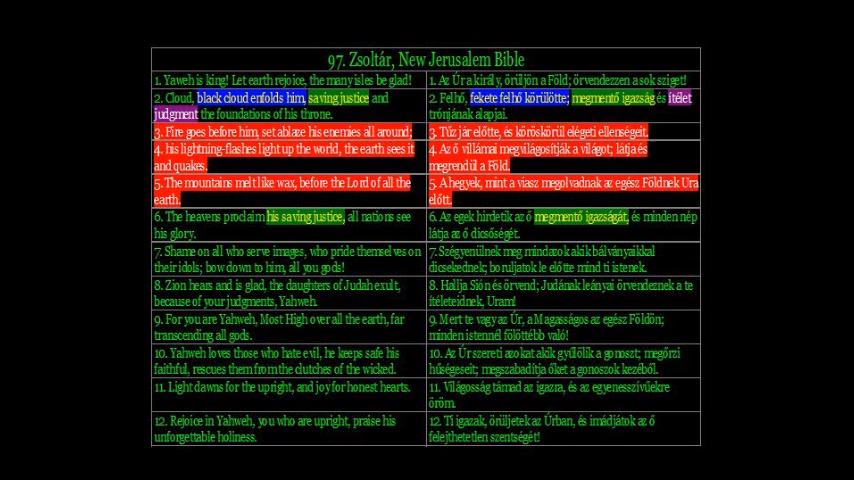 97. Zsoltár, New Jerusalem Bible
1. Yaweh is king! Let earth rejoice, the many isles be glad!
1. Az Úr a király, örüljön a Föld; örvendezzen a sok sziget!
2. Cloud, black cloud enfolds him, saving justice and
judgment the foundations of his throne.
2. Felhő, fekete felhő körülötte; megmentő igazság és ítélet
trónjának alapjai.
3. Fire goes before him, set ablaze his enemies all around;
3. Tűz jár előtte, és köröskörül elégeti ellenségeit.
4. his lightning-flashes light up the world, the earth sees it
and quakes.
4. Az ő villámai megvilágosítják a világot; látja és
megrendül a Föld.
5. The mountains melt like wax, before the Lord of all the
earth.
5. A hegyek, mint a viasz megolvadnak az egész Földnek Ura
előtt.
6. The heavens proclaim his saving justice, all nations see
his glory.
6. Az egek hirdetik az ő megmentő igazságát, és minden nép
látja az ő dicsőségét.
7. Shame on all who serve images, who pride themselves on
their idols; bow down to him, all you gods!
7. Szégyenülnek meg mindazok akik bálványaikkal
dicsekednek; boruljatok le előtte mind ti istenek.
8. Zion hears and is glad, the daughters of Judah exult,
because of your judgments, Yahweh.
8. Hallja Sión és örvend; Judának leányai örvendeznek a te
ítéleteidnek, Uram!
9. For you are Yahweh, Most High over all the earth, far
transcending all gods.
9. Mert te vagy az Úr, a Magasságos az egész Földön;
minden istennél fölöttébb való!
10. Yahweh loves those who hate evil, he keeps safe his
faithful, rescues them from the clutches of the wicked.
10. Az Úr szereti azokat akik gyűlölik a gonoszt; megőrzi
hűségeseit; megszabadítja őket a gonoszok kezéből.
11. Light dawns for the upright, and joy for honest hearts.
11. Világosság támad az igazra, és az egyenesszívűekre
öröm.
12. Rejoice in Yahweh, you who are upright, praise his
unforgettable holiness.
12. Ti igazak, örüljetek az Úrban, és imádjátok az ő
felejthetetlen szentségét!